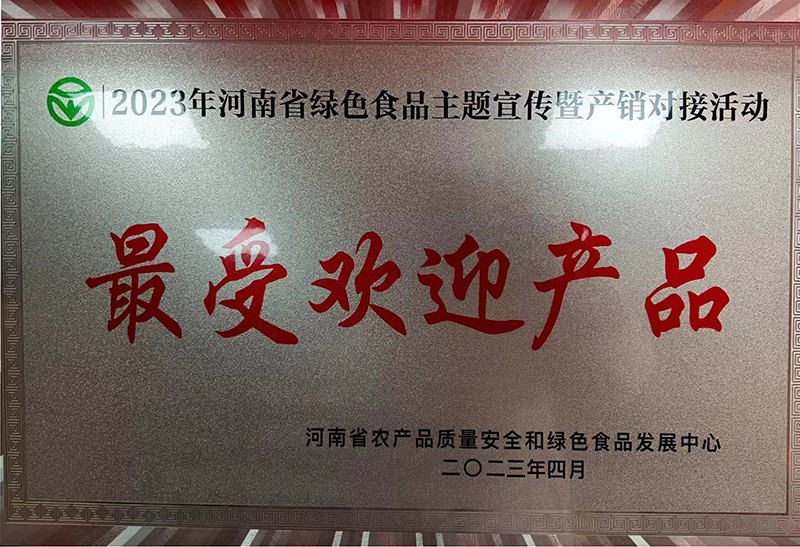 2023年河南省绿色食品主题宣传暨产销对接活动
最受欢迎产品
河南省农产品质量安全和绿色食品发展中心
二〇二三年四月